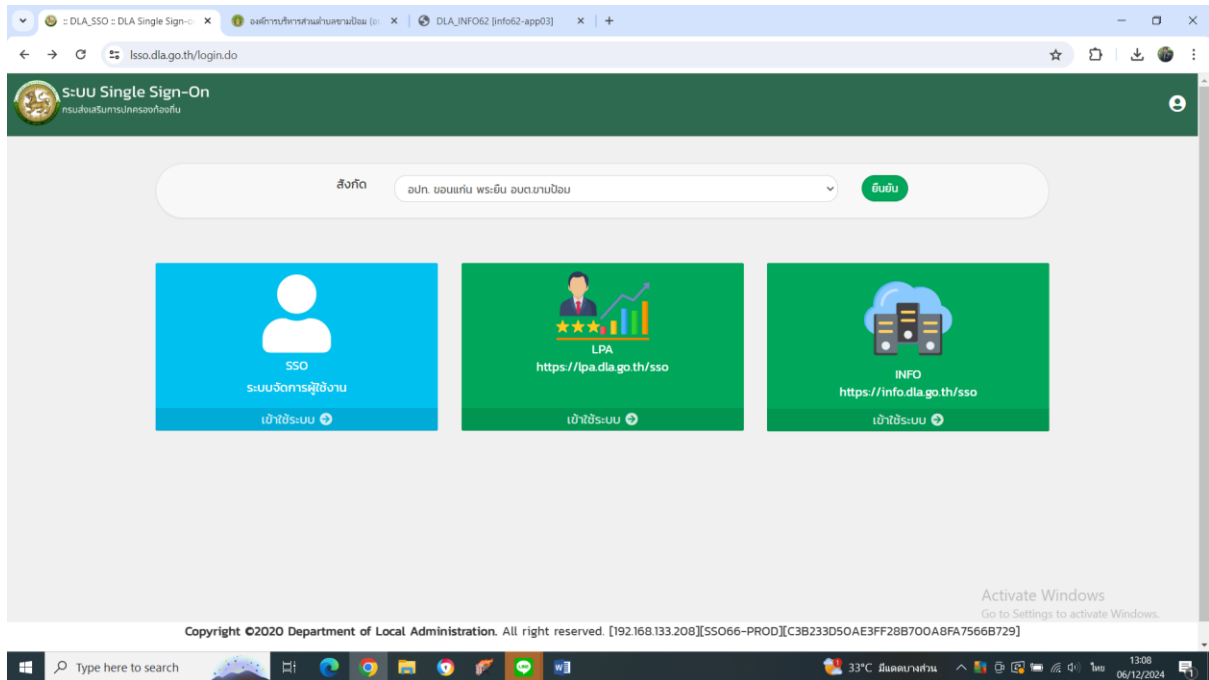 :: DLA_SSO :: DLA Single Sign-o
องค์การบริหารส่วนตำบลขามป้อม (อ
DLA_INFO62 [info62-app03]
lsso.dla.go.th/login.do
ระบบ Single Sign-On
กรมส่งเสริมการปกครองท้องถิ่น
สังกัด
อปท. ขอนแก่น พระยืน อบต.ขามป้อม
ยืนยัน
SSO
ระบบจัดการผู้ใช้งาน
เข้าใช้ระบบ
LPA
https://lpa.dla.go.th/sso
เข้าใช้ระบบ
INFO
https://info.dla.go.th/sso
เข้าใช้ระบบ
Activate Windows
Go to Settings to activate Windows.
Copyright ©2020 Department of Local Administration. All right reserved. [192.168.133.208][SSO66-PROD][C3B233D50AE3FF28B700A8FA7566B729]
Type here to search
33°C มีแดดบางส่วน
ไทย
13:08
06/12/2024